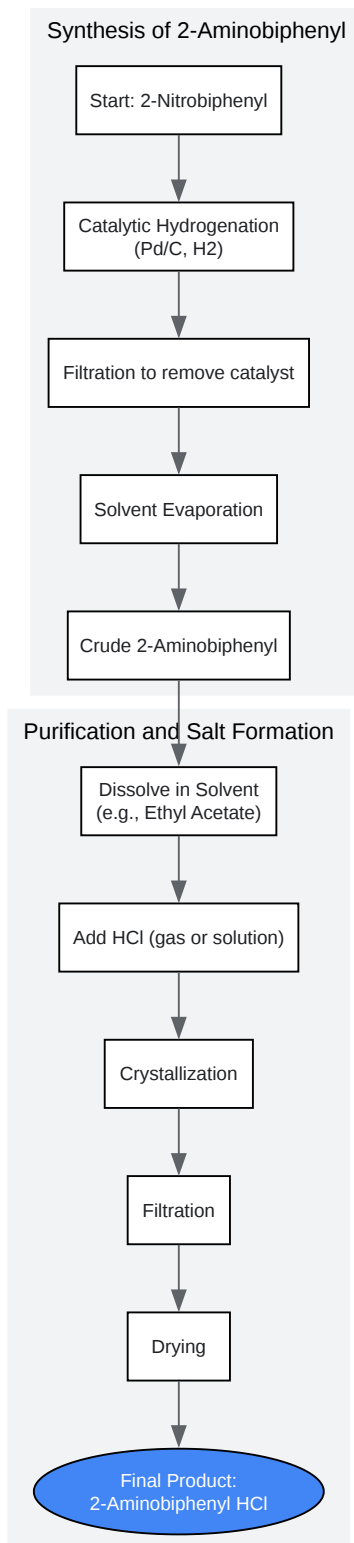 Synthesis of 2-Aminobiphenyl
Start: 2-Nitrobiphenyl
Catalytic Hydrogenation
(Pd/C, H2)
Filtration to remove catalyst
Solvent Evaporation
Crude 2-Aminobiphenyl
Purification and Salt Formation
Dissolve in Solvent
(e.g., Ethyl Acetate)
Add HCl (gas or solution)
Crystallization
Filtration
Drying
Final Product:
2-Aminobiphenyl HCl